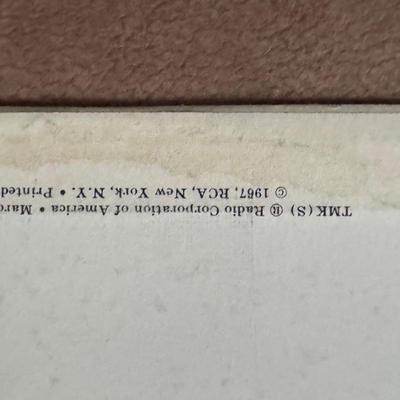 TMK(S) ® Radio Corporation of America • Marc
© 1967, RCA, New York, N.Y. • Printed